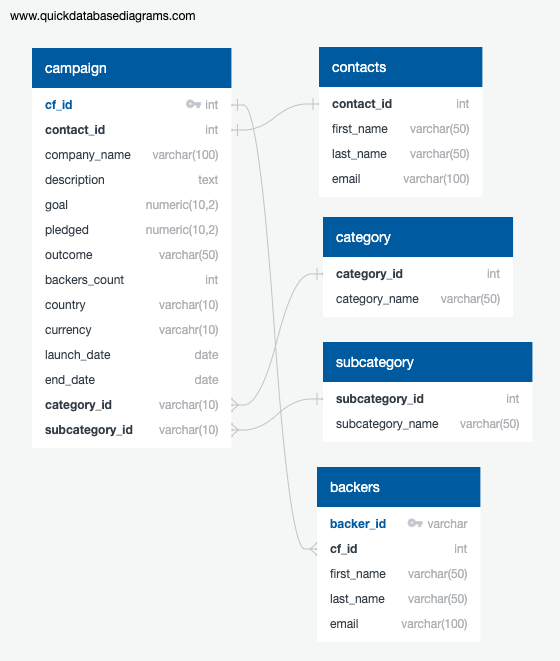 www.quickdatabasediagrams.com
campaign
cf_id int
contact_id int
company_name varchar(100)
description text
goal numeric(10,2)
pledged numeric(10,2)
outcome varchar(50)
backers_count int
country varchar(10)
currency varcahr(10)
launch_date date
end_date date
category_id varchar(10)
subcategory_id varchar(10)
contacts
contact_id int
first_name varchar(50)
last_name varchar(50)
email varchar(100)
category
category_id int
category_name varchar(50)
subcategory
subcategory_id int
subcategory_name varchar(50)
backers
backer_id varchar
cf_id int
first_name varchar(50)
last_name varchar(50)
email varchar(100)